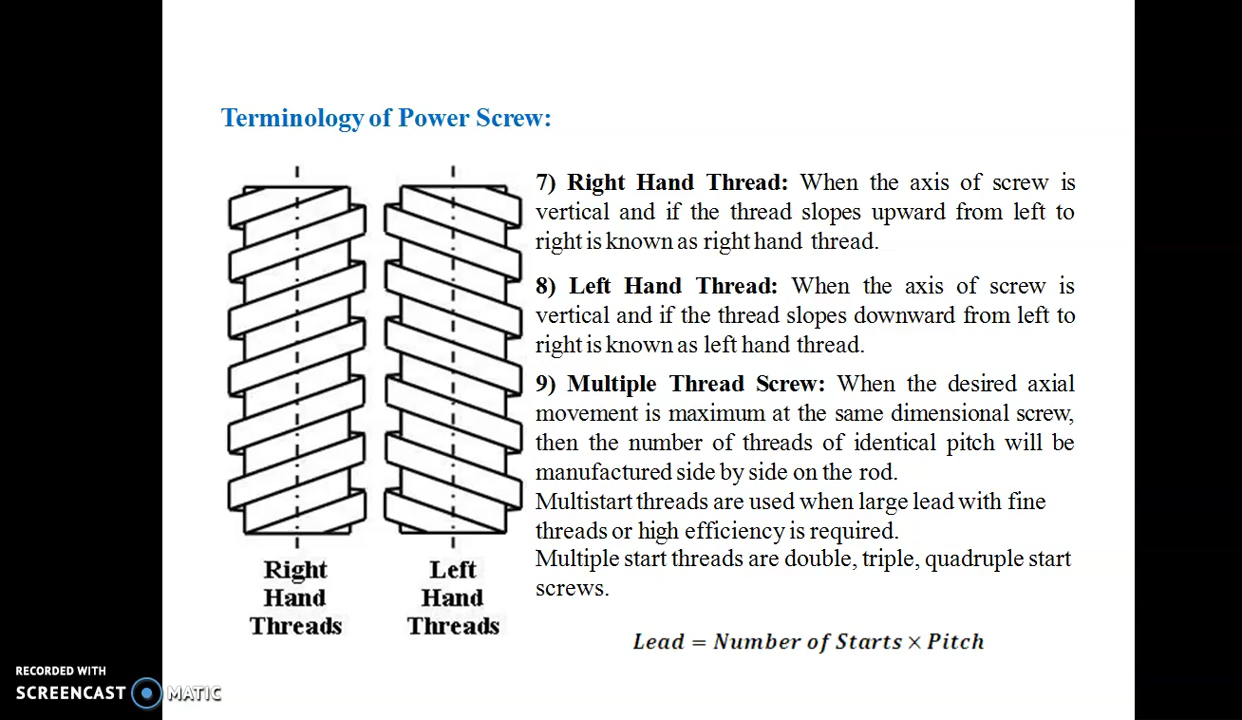 Terminology of Power Screw:
7) Right Hand Thread: When the axis of screw is
vertical and if the thread slopes upward from left to
right is known as right hand thread.
8) Left Hand Thread: When the axis of screw is
vertical and if the thread slopes downward from left to
right is known as left hand thread.
9) Multiple Thread Screw: When the desired axial
movement is maximum at the same dimensional screw,
then the number of threads of identical pitch will be
manufactured side by side on the rod.
Multistart threads are used when large lead with fine
threads or high efficiency is required.
Multiple start threads are double, triple, quadruple start
screws.
Lead = Number of Starts × Pitch
Right
Hand
Threads
Left
Hand
Threads
RECORDED WITH
SCREENCAST MATIC